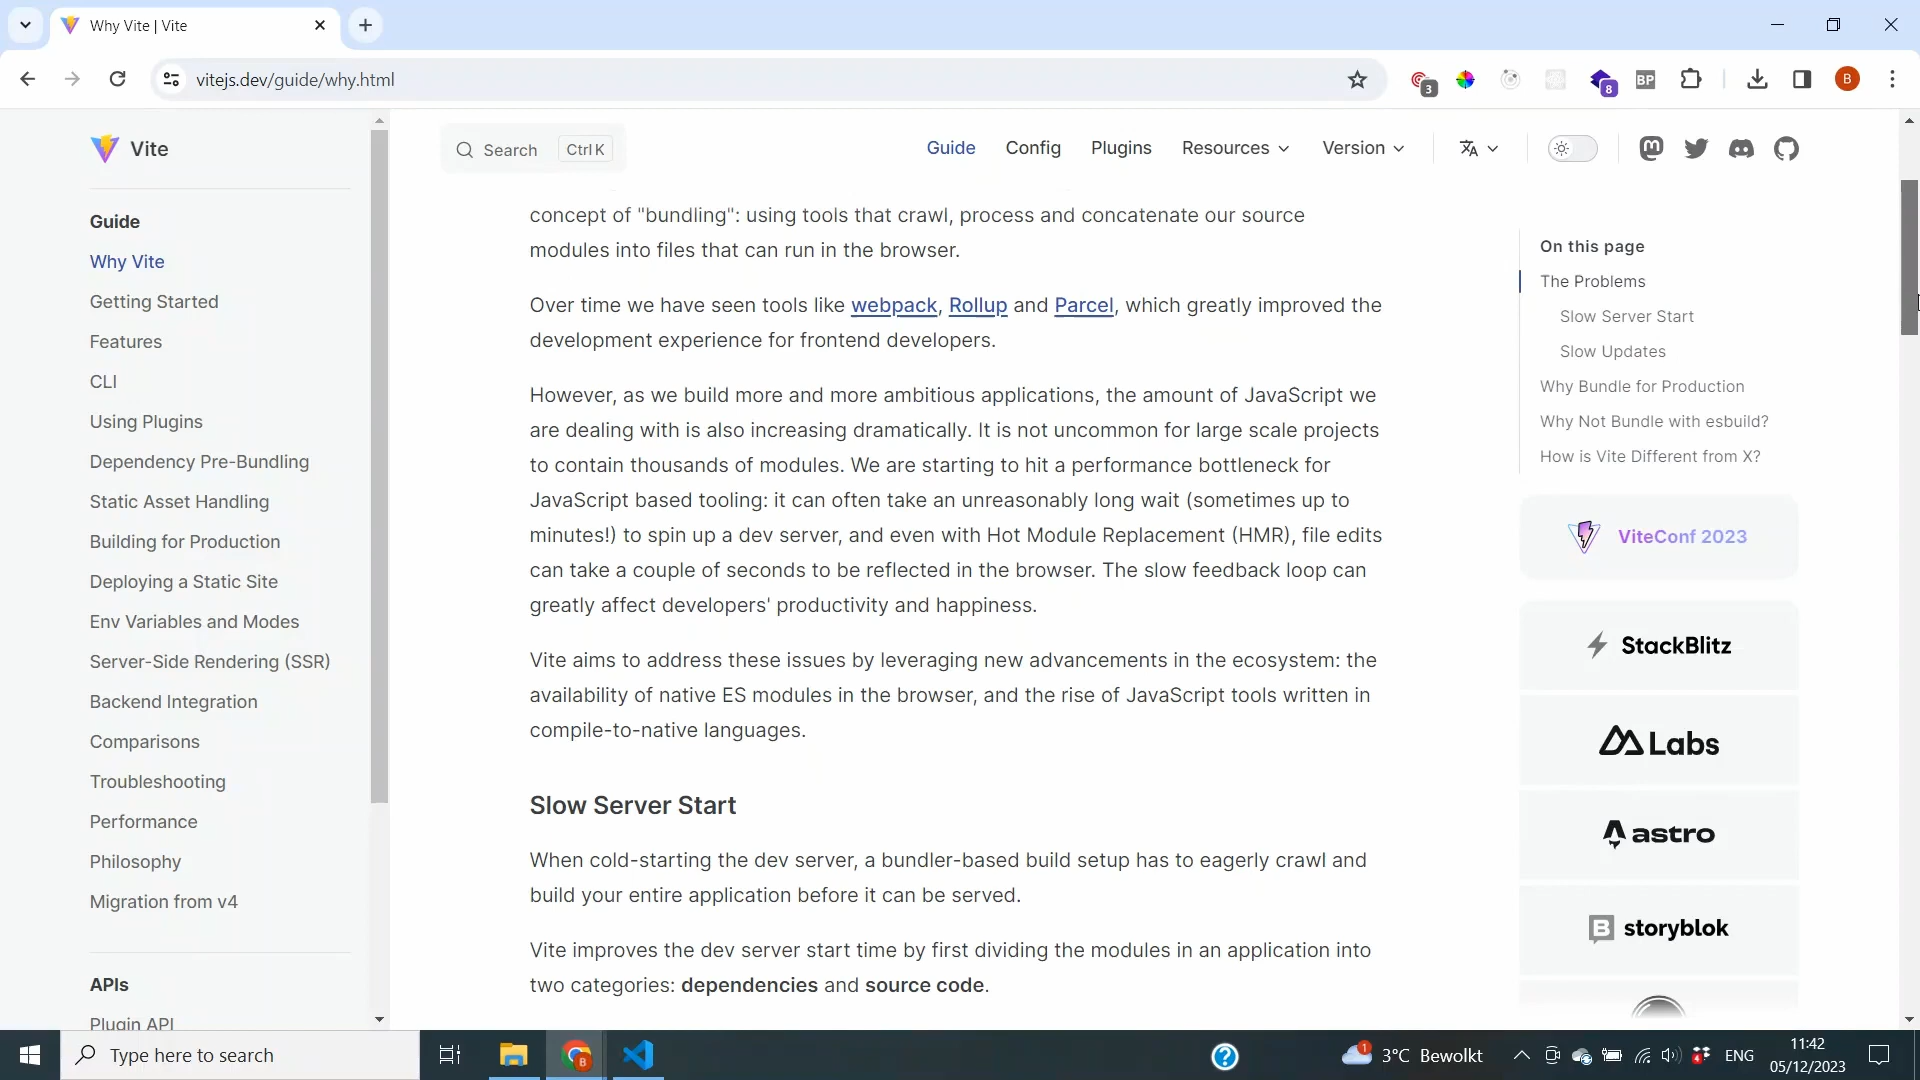 Why Vite | Vite
vitejs.dev/guide/why.html
3
8
BP
B
Vite
Search Ctrl K
Guide Config Plugins Resources Version
Guide
Why Vite
Getting Started
Features
CLI
Using Plugins
Dependency Pre-Bundling
Static Asset Handling
Building for Production
Deploying a Static Site
Env Variables and Modes
Server-Side Rendering (SSR)
Backend Integration
Comparisons
Troubleshooting
Performance
Philosophy
Migration from v4
APIs
Plugin API
concept of "bundling": using tools that crawl, process and concatenate our source
modules into files that can run in the browser.
Over time we have seen tools like webpack, Rollup and Parcel, which greatly improved the
development experience for frontend developers.
However, as we build more and more ambitious applications, the amount of JavaScript we
are dealing with is also increasing dramatically. It is not uncommon for large scale projects
to contain thousands of modules. We are starting to hit a performance bottleneck for
JavaScript based tooling: it can often take an unreasonably long wait (sometimes up to
minutes!) to spin up a dev server, and even with Hot Module Replacement (HMR), file edits
can take a couple of seconds to be reflected in the browser. The slow feedback loop can
greatly affect developers' productivity and happiness.
Vite aims to address these issues by leveraging new advancements in the ecosystem: the
availability of native ES modules in the browser, and the rise of JavaScript tools written in
compile-to-native languages.
Slow Server Start
When cold-starting the dev server, a bundler-based build setup has to eagerly crawl and
build your entire application before it can be served.
Vite improves the dev server start time by first dividing the modules in an application into
two categories: dependencies and source code.
On this page
The Problems
Slow Server Start
Slow Updates
Why Bundle for Production
Why Not Bundle with esbuild?
How is Vite Different from X?
ViteConf 2023
StackBlitz
Labs
astro
storyblok
Type here to search
B
1
3°C Bewolkt
ENG
11:42
05/12/2023